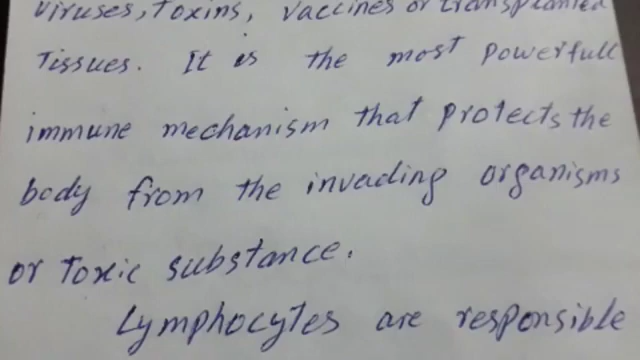 viruses, toxins, vaccines or transplanted
Tissues. It is the most powerfull
immune mechanism that protects the
body from the invading organisms
or toxic substance.
Lymphocytes are responsible